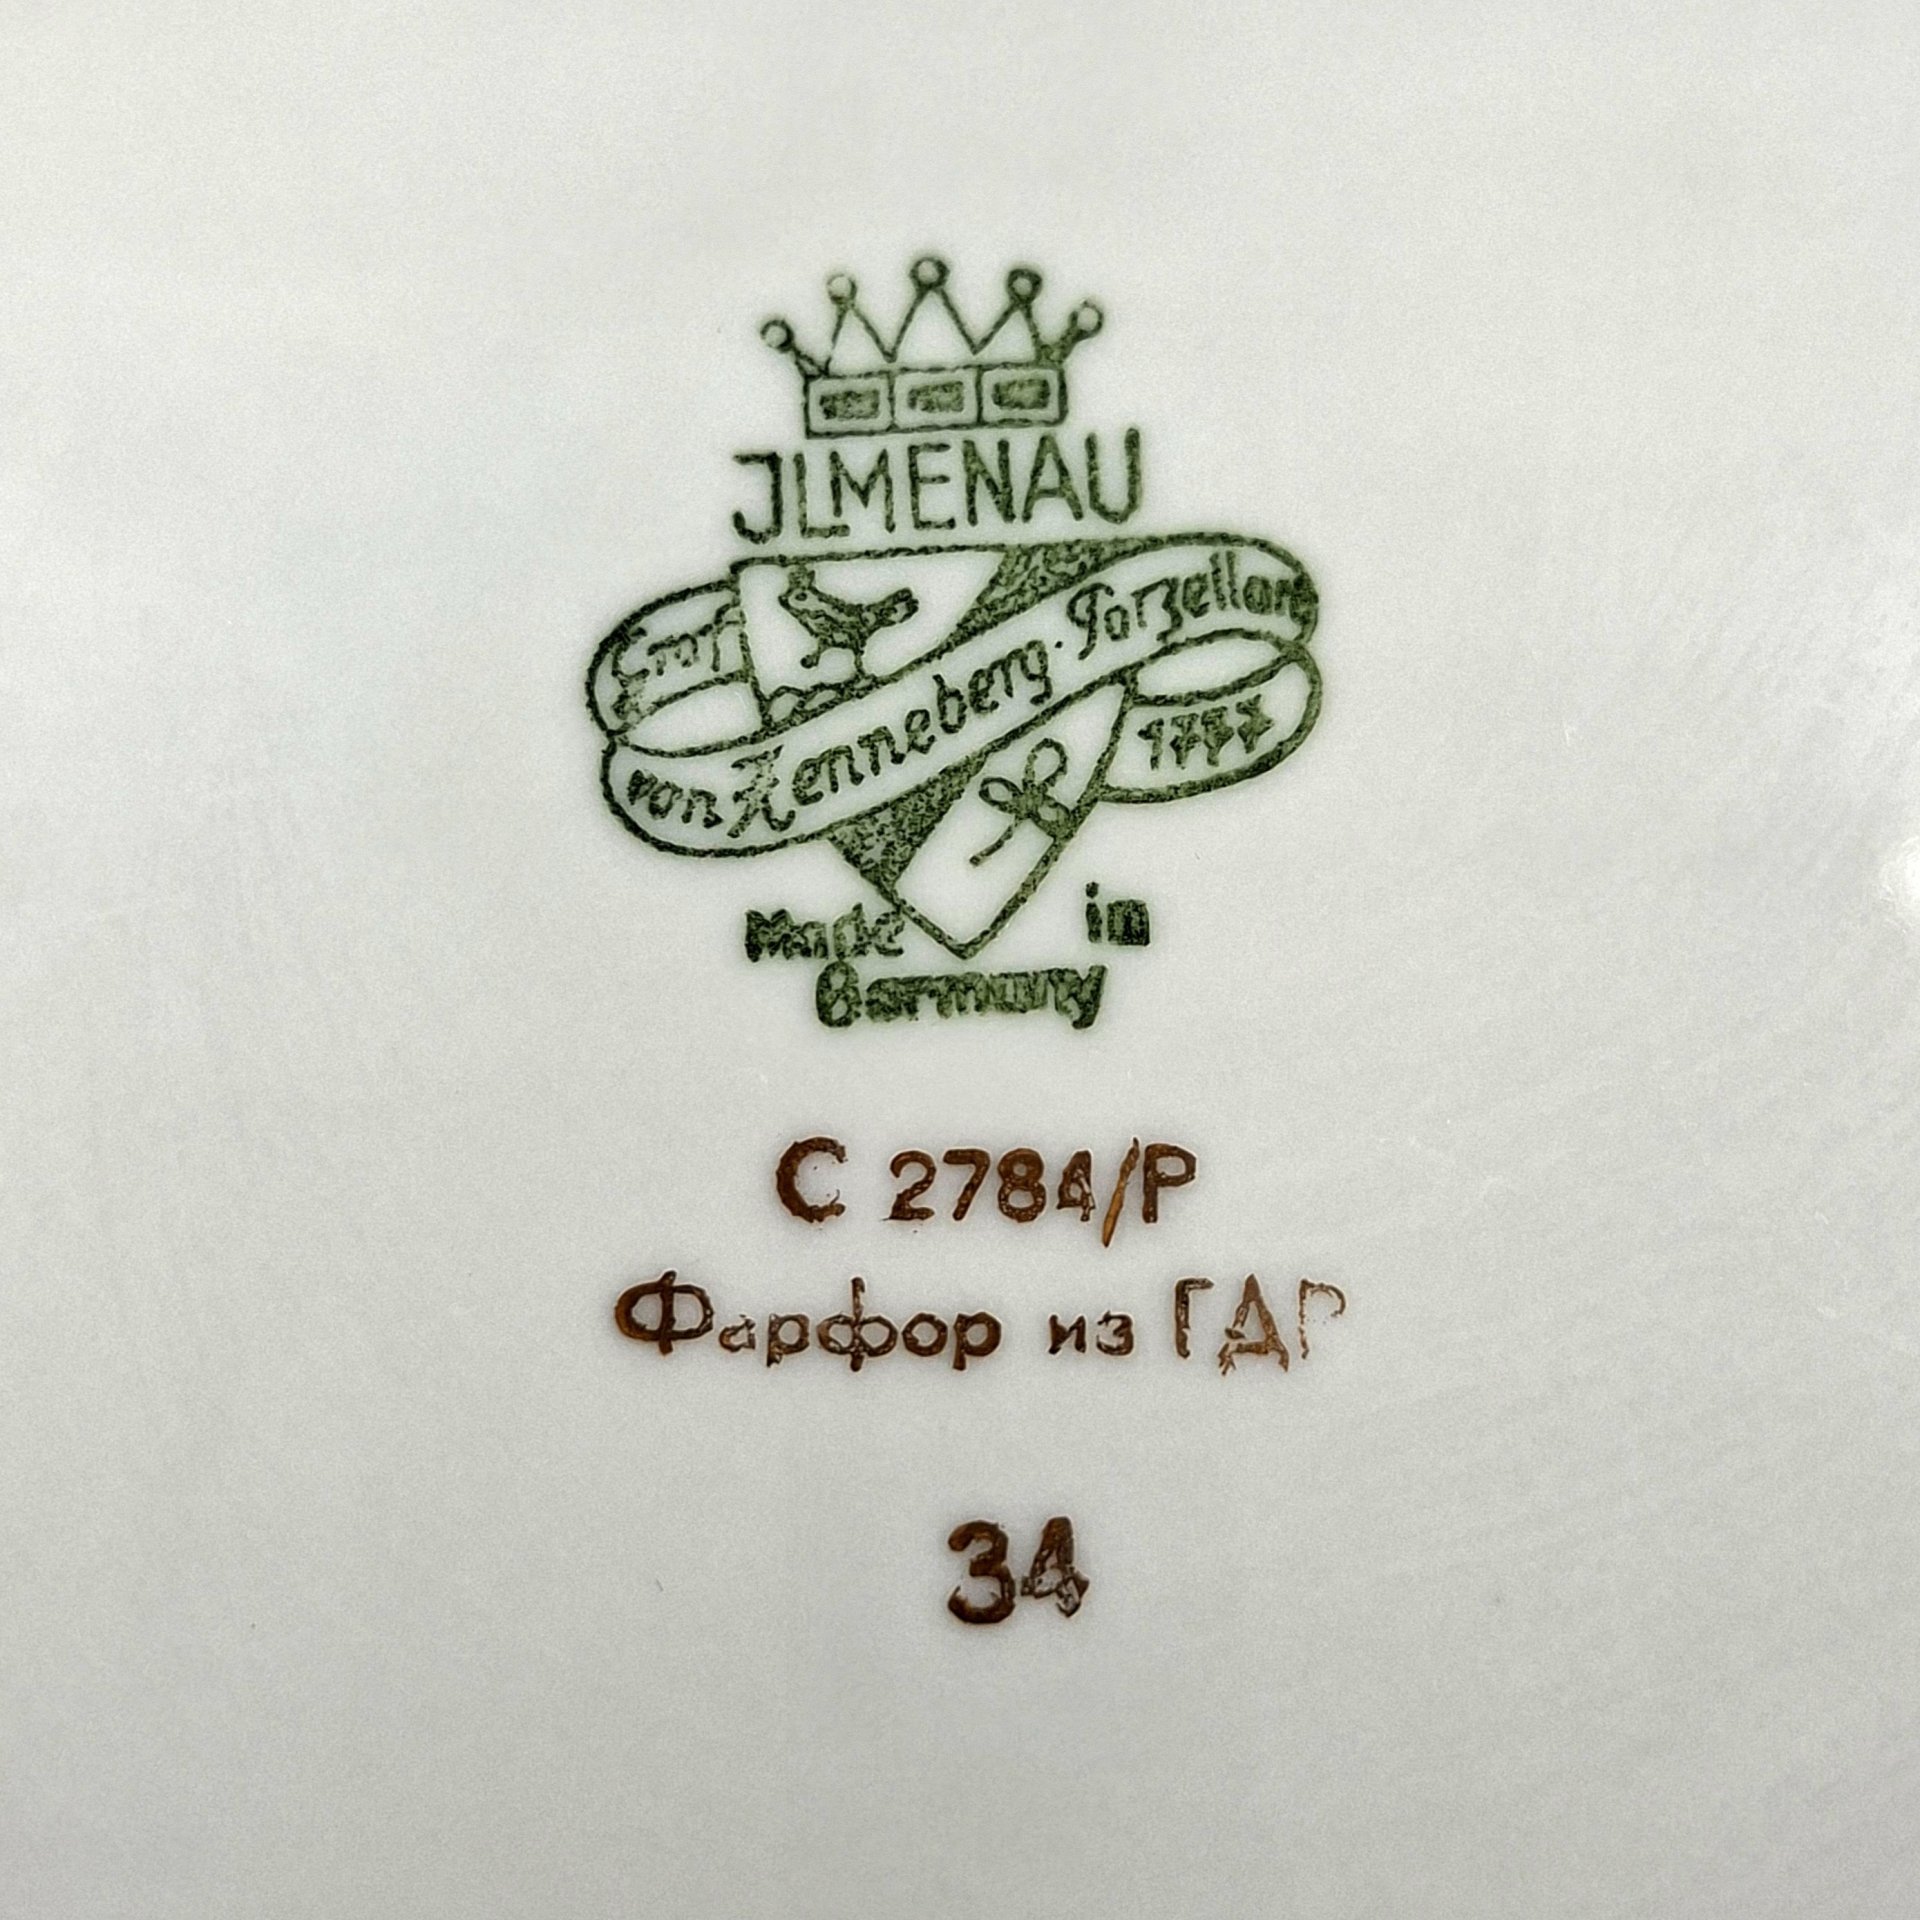 JLMENAU
Graf
von Henneberg·Porzellan
1777
Made in
Germany
C 2784/P
Фарфор из ГДР
34